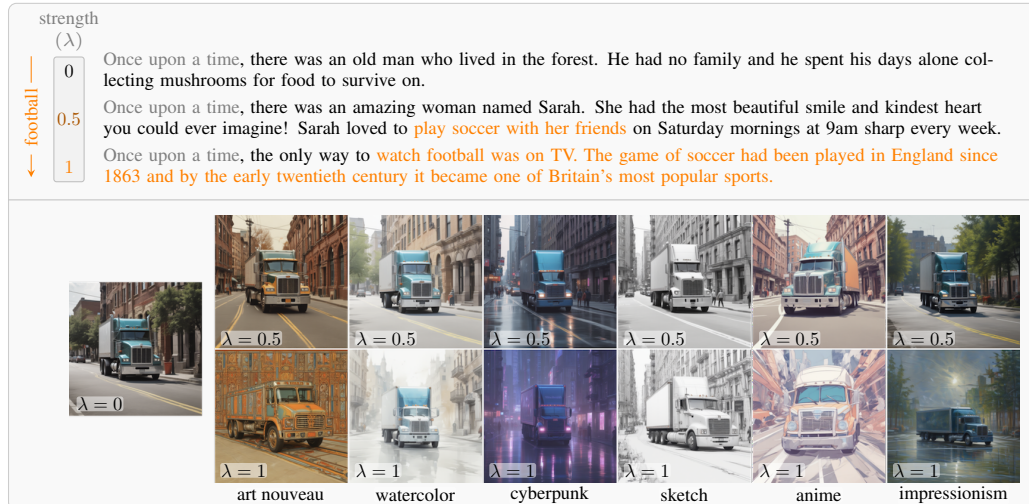 strength
(λ)
0
Once upon a time, there was an old man who lived in the forest. He had no family and he spent his days alone col-
lecting mushrooms for food to survive on.
football
0.5
Once upon a time, there was an amazing woman named Sarah. She had the most beautiful smile and kindest heart
you could ever imagine! Sarah loved to play soccer with her friends on Saturday mornings at 9am sharp every week.
1
Once upon a time, the only way to watch football was on TV. The game of soccer had been played in England since
1863 and by the early twentieth century it became one of Britain's most popular sports.
λ = 0.5 λ = 0.5 λ = 0.5 λ = 0.5 λ = 0.5 λ = 0.5
λ = 0
λ = 1 λ = 1 λ = 1 λ = 1 λ = 1 λ = 1
art nouveau watercolor cyberpunk sketch anime impressionism